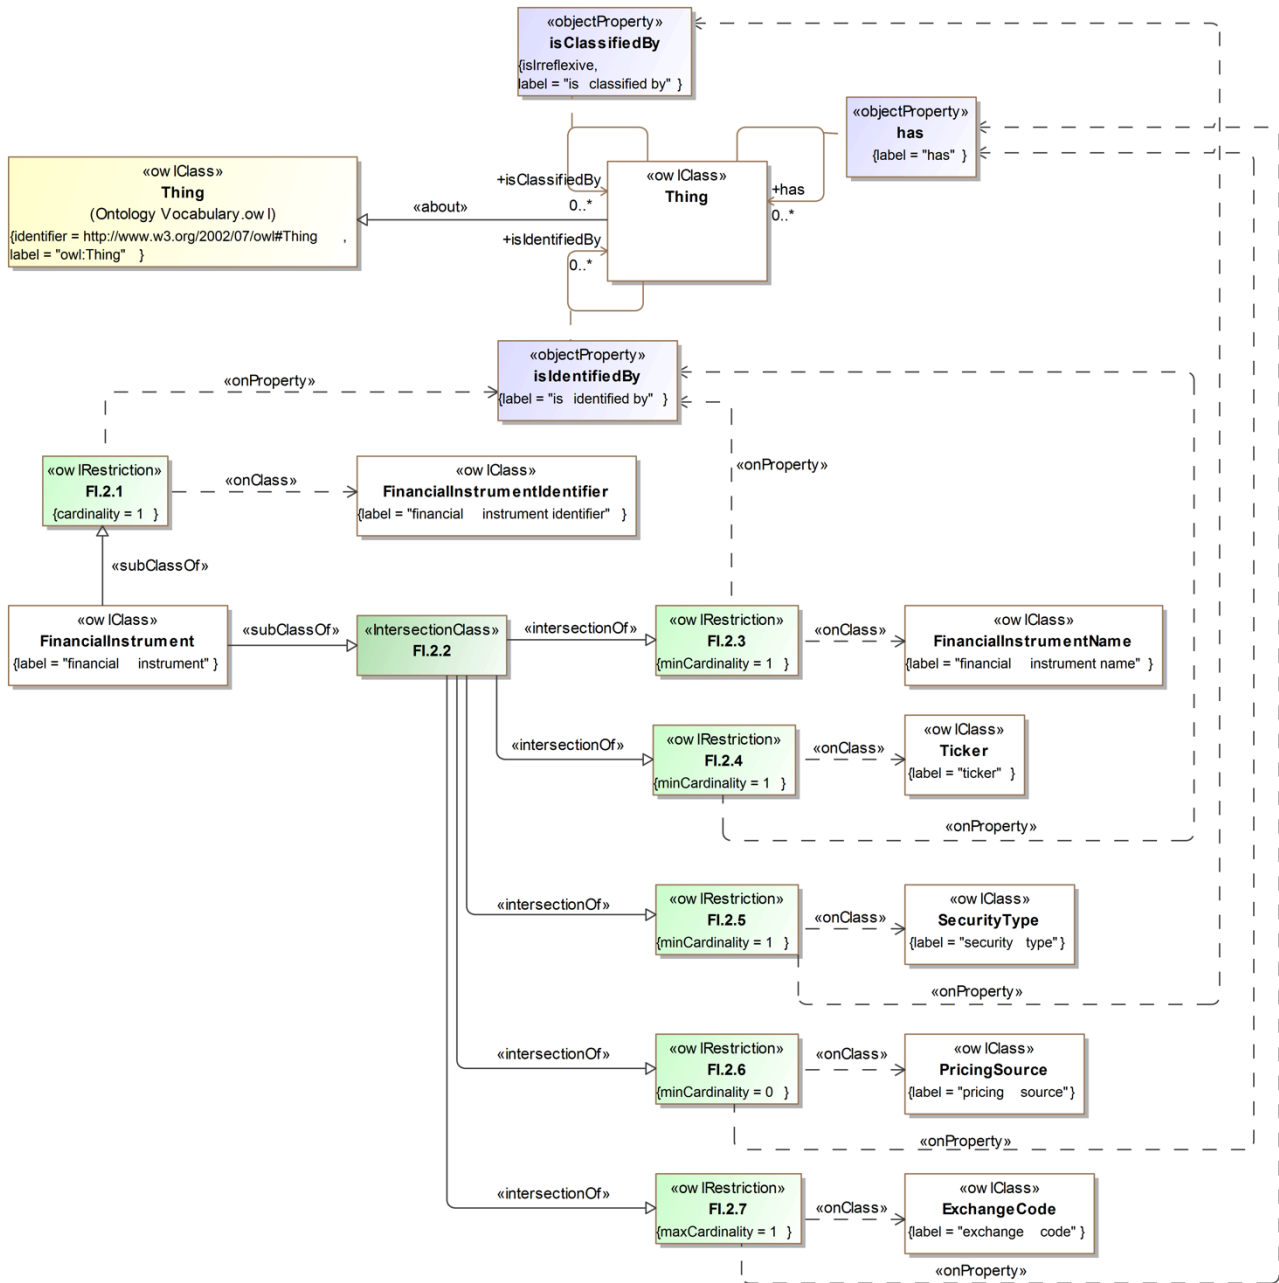 «objectProperty»
isClassifiedBy
{isIrreflexive,
label = "is classified by" }
«objectProperty»
has
{label = "has" }
«owlClass»
Thing
(Ontology Vocabulary.owl)
{identifier = http://www.w3.org/2002/07/owl#Thing ,
label = "owl:Thing" }
«about»
+isClassifiedBy
0..*
«owlClass»
Thing
+has
0..*
+isIdentifiedBy
0..*
«objectProperty»
isIdentifiedBy
{label = "is identified by" }
«onProperty»
«onProperty»
«owlRestriction»
FI.2.1
{cardinality = 1 }
«onClass»
«owlClass»
FinancialInstrumentIdentifier
{label = "financial instrument identifier" }
«subClassOf»
«owlClass»
FinancialInstrument
{label = "financial instrument" }
«subClassOf»
«IntersectionClass»
FI.2.2
«intersectionOf»
«owlRestriction»
FI.2.3
{minCardinality = 1 }
«onClass»
«owlClass»
FinancialInstrumentName
{label = "financial instrument name" }
«intersectionOf»
«owlRestriction»
FI.2.4
{minCardinality = 1 }
«onClass»
«owlClass»
Ticker
{label = "ticker" }
«onProperty»
«intersectionOf»
«owlRestriction»
FI.2.5
{minCardinality = 1 }
«onClass»
«owlClass»
SecurityType
{label = "security type" }
«onProperty»
«intersectionOf»
«owlRestriction»
FI.2.6
{minCardinality = 0 }
«onClass»
«owlClass»
PricingSource
{label = "pricing source" }
«onProperty»
«intersectionOf»
«owlRestriction»
FI.2.7
{maxCardinality = 1 }
«onClass»
«owlClass»
ExchangeCode
{label = "exchange code" }
«onProperty»